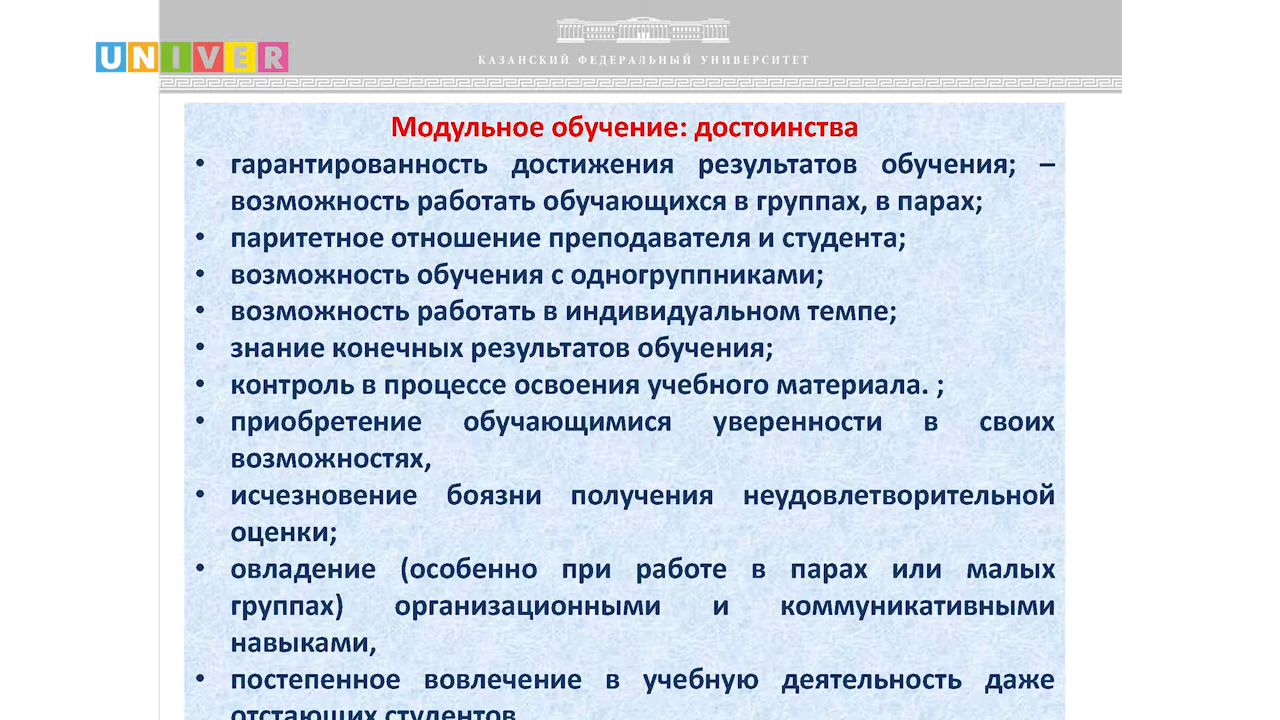 UNIVER
КАЗАНСКИЙ ФЕДЕРАЛЬНЫЙ УНИВЕРСИТЕТ
Модульное обучение: достоинства
• гарантированность достижения результатов обучения; –
возможность работать обучающихся в группах, в парах;
• паритетное отношение преподавателя и студента;
• возможность обучения с одногруппниками;
• возможность работать в индивидуальном темпе;
• знание конечных результатов обучения;
• контроль в процессе освоения учебного материала. ;
• приобретение обучающимися уверенности в своих
возможностях,
• исчезновение боязни получения неудовлетворительной
оценки;
• овладение (особенно при работе в парах или малых
группах) организационными и коммуникативными
навыками,
• постепенное вовлечение в учебную деятельность даже
отстающих студентов